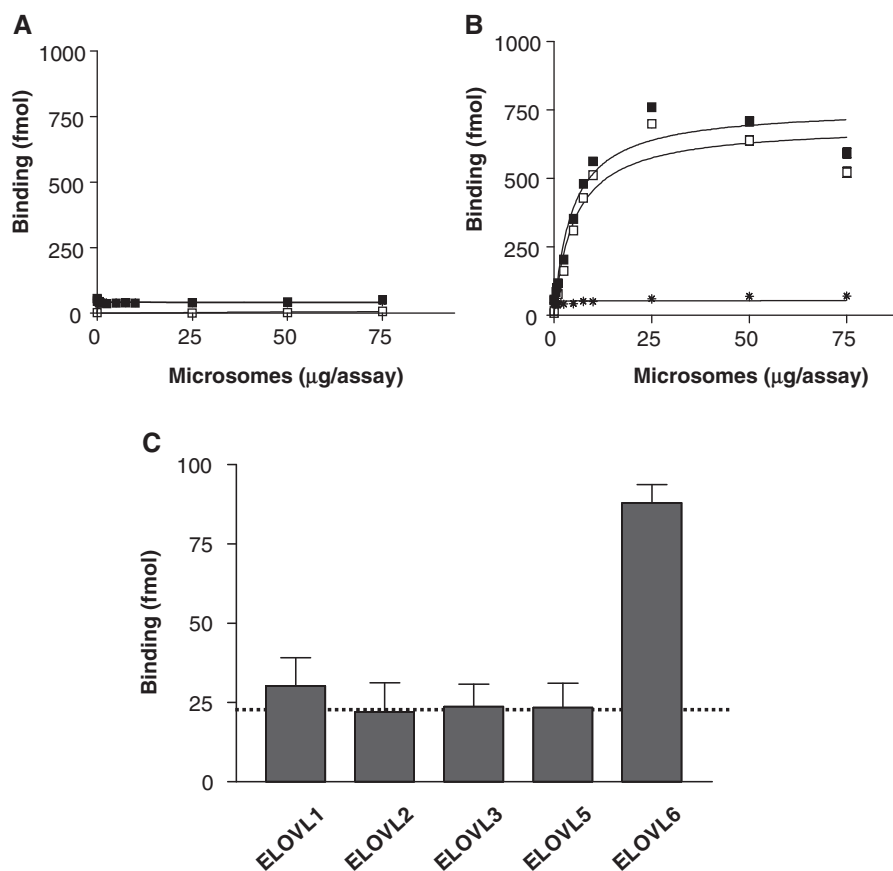 A
Binding (fmol)
1000
750
500
250
0
0 25 50 75
Microsomes (μg/assay)
B
Binding (fmol)
1000
750
500
250
0
0 25 50 75
Microsomes (μg/assay)
C
Binding (fmol)
100
75
50
25
0
ELOVL1 ELOVL2 ELOVL3 ELOVL5 ELOVL6